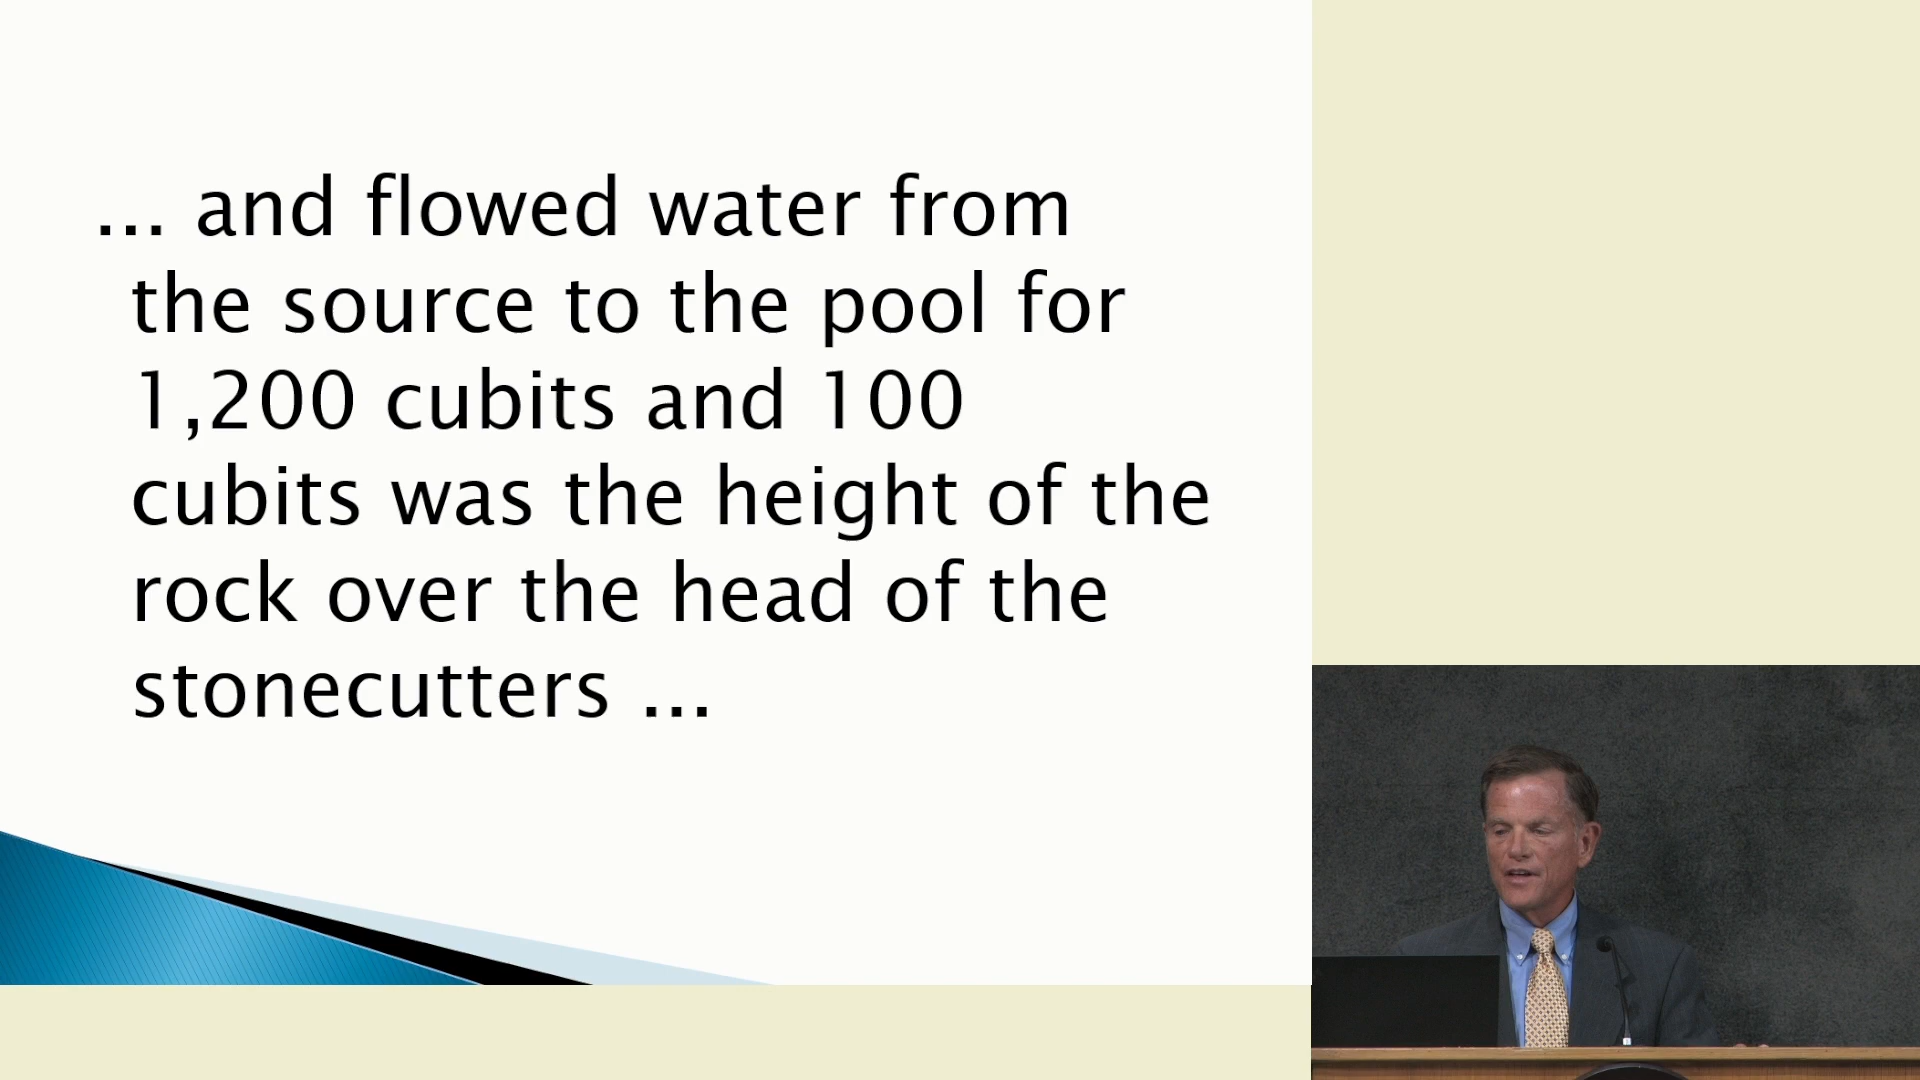 ... and flowed water from
the source to the pool for
1,200 cubits and 100
cubits was the height of the
rock over the head of the
stonecutters ...